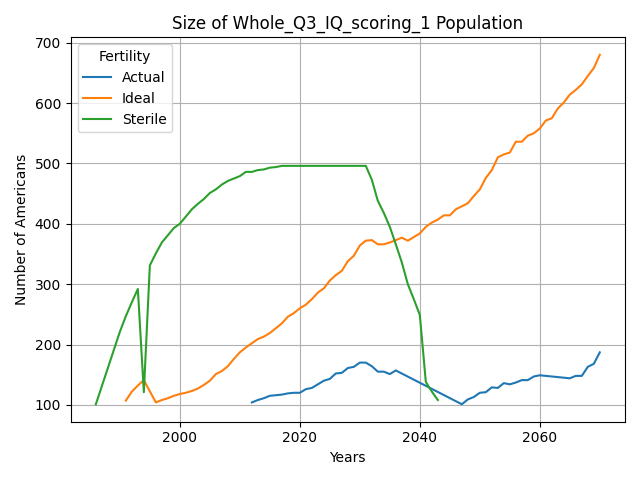 Size of Whole_Q3_IQ_scoring_1 Population
Fertility
Actual
Ideal
Sterile
Number of Americans
700
600
500
400
300
200
100
2000
2020
2040
2060
Years